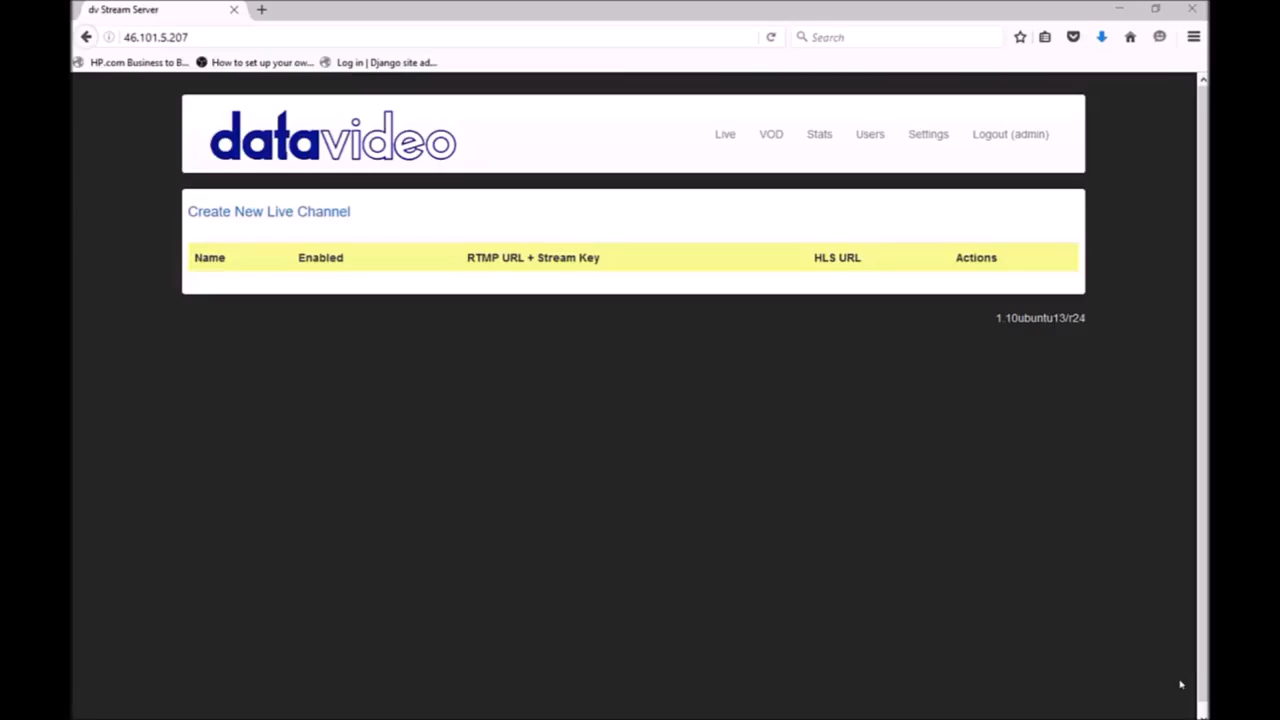 dv Stream Server
46.101.5.207
Search
HP.com Business to B...
How to set up your ow...
Log in | Django site ad...
datavideo
Live
VOD
Stats
Users
Settings
Logout (admin)
Create New Live Channel
Name
Enabled
RTMP URL + Stream Key
HLS URL
Actions
1.10ubuntu13/r24